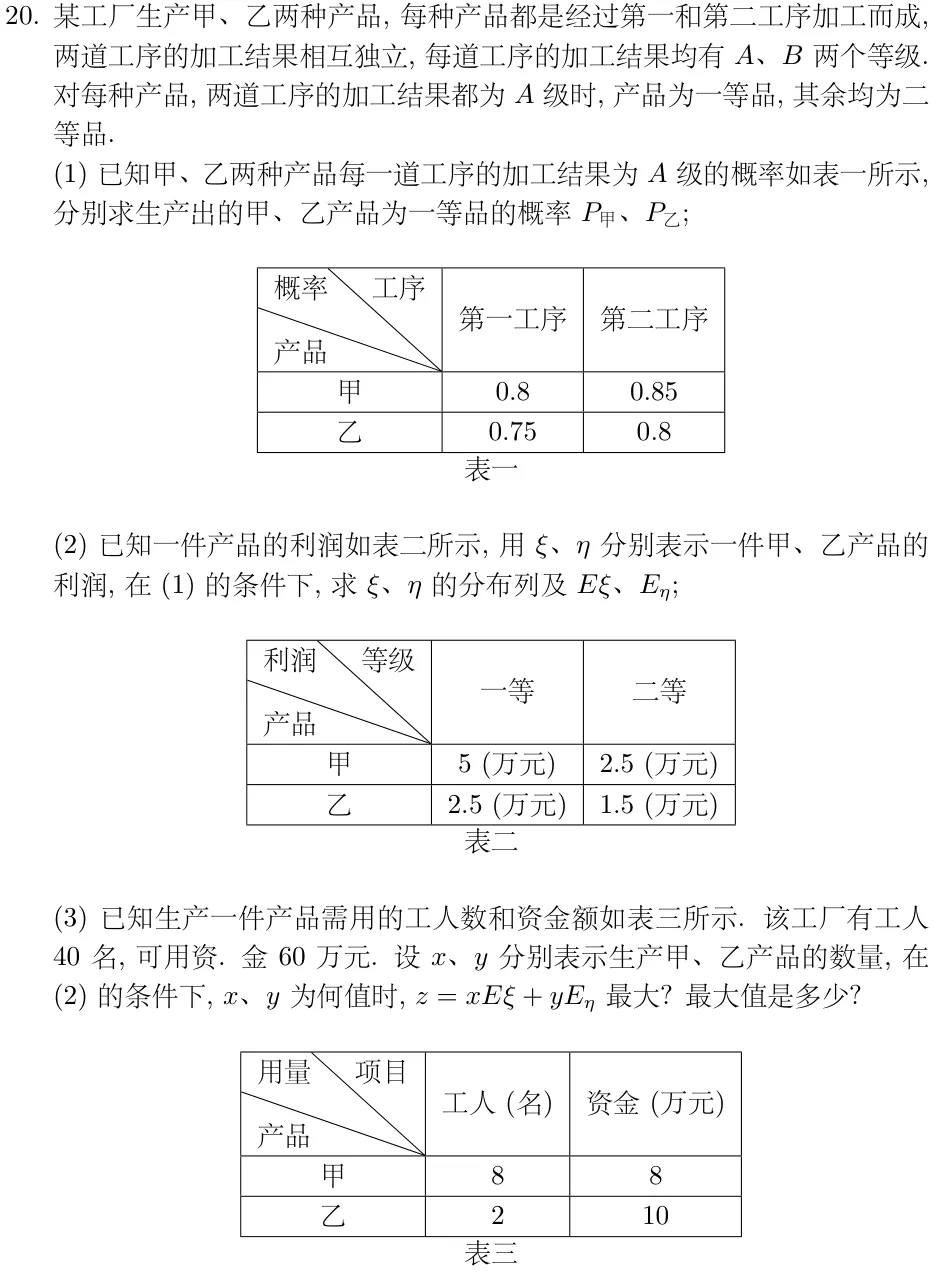 20. 某工厂生产甲、乙两种产品, 每种产品都是经过第一和第二工序加工而成,
两道工序的加工结果相互独立, 每道工序的加工结果均有 A、B 两个等级.
对每种产品, 两道工序的加工结果都为 A 级时, 产品为一等品, 其余均为二
等品.
(1) 已知甲、乙两种产品每一道工序的加工结果为 A 级的概率如表一所示,
分别求生产出的甲、乙产品为一等品的概率 P甲、P乙;
概率 工序
产品
第一工序 第二工序
甲 0.8 0.85
乙 0.75 0.8
表一
(2) 已知一件产品的利润如表二所示, 用 ξ、η 分别表示一件甲、乙产品的
利润, 在 (1) 的条件下, 求 ξ、η 的分布列及 Eξ、Eη;
利润 等级
产品
一等 二等
甲 5 (万元) 2.5 (万元)
乙 2.5 (万元) 1.5 (万元)
表二
(3) 已知生产一件产品需用的工人数和资金额如表三所示. 该工厂有工人
40 名, 可用资. 金 60 万元. 设 x、y 分别表示生产甲、乙产品的数量, 在
(2) 的条件下, x、y 为何值时, z = xEξ + yEη 最大? 最大值是多少?
用量 项目
产品
工人 (名) 资金 (万元)
甲 8 8
乙 2 10
表三